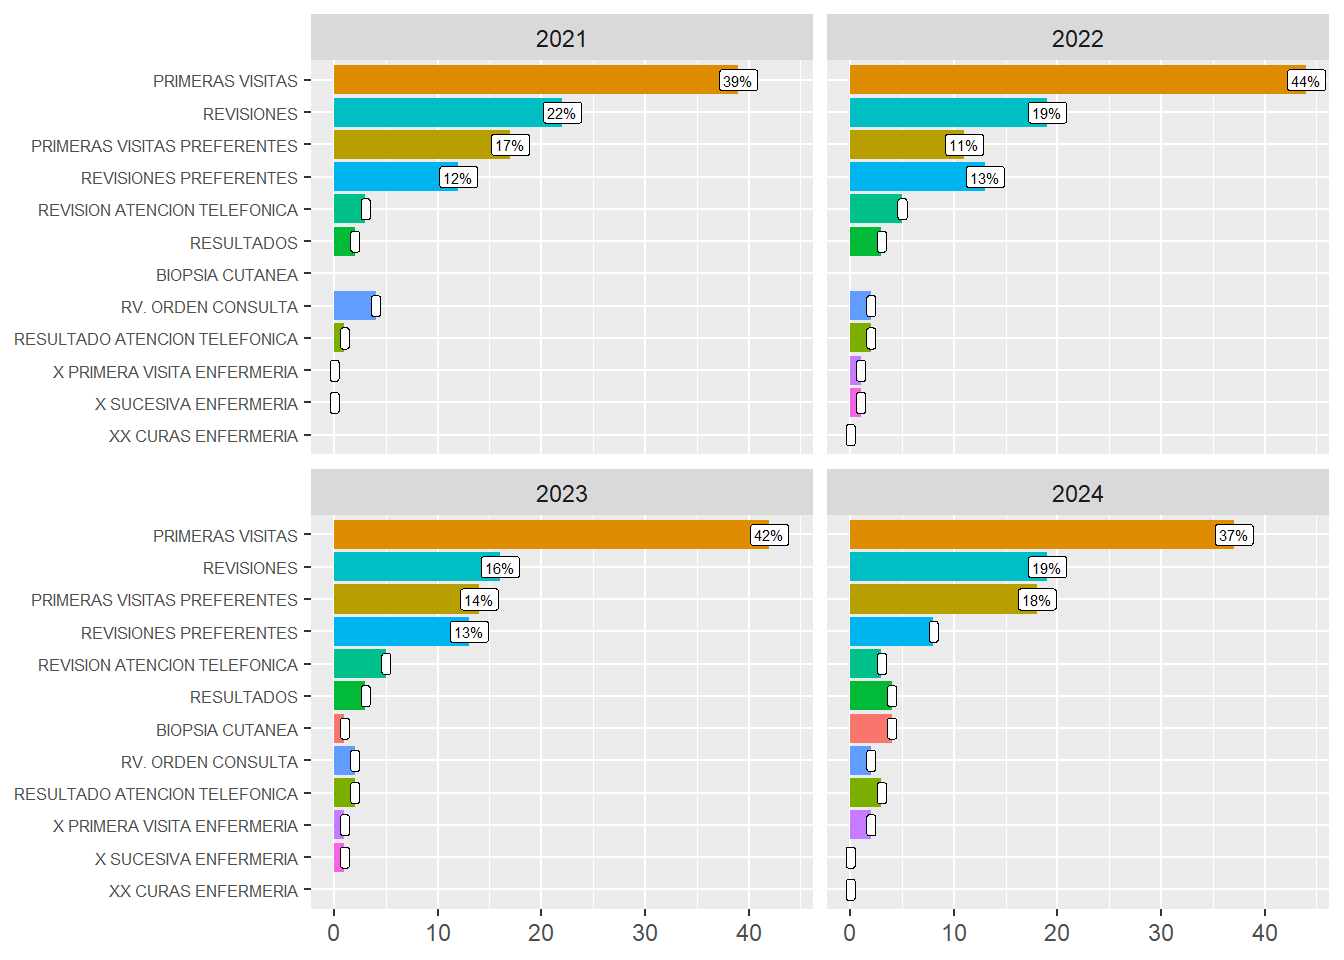 2021
2022
PRIMERAS VISITAS
39%
44%
REVISIONES
22%
19%
PRIMERAS VISITAS PREFERENTES
17%
11%
REVISIONES PREFERENTES
12%
13%
REVISION ATENCION TELEFONICA
RESULTADOS
BIOPSIA CUTANEA
RV. ORDEN CONSULTA
RESULTADO ATENCION TELEFONICA
X PRIMERA VISITA ENFERMERIA
X SUCESIVA ENFERMERIA
XX CURAS ENFERMERIA
2023
2024
PRIMERAS VISITAS
42%
37%
REVISIONES
16%
19%
PRIMERAS VISITAS PREFERENTES
14%
18%
REVISIONES PREFERENTES
13%
REVISION ATENCION TELEFONICA
RESULTADOS
BIOPSIA CUTANEA
RV. ORDEN CONSULTA
RESULTADO ATENCION TELEFONICA
X PRIMERA VISITA ENFERMERIA
X SUCESIVA ENFERMERIA
XX CURAS ENFERMERIA
0 10 20 30 40
0 10 20 30 40